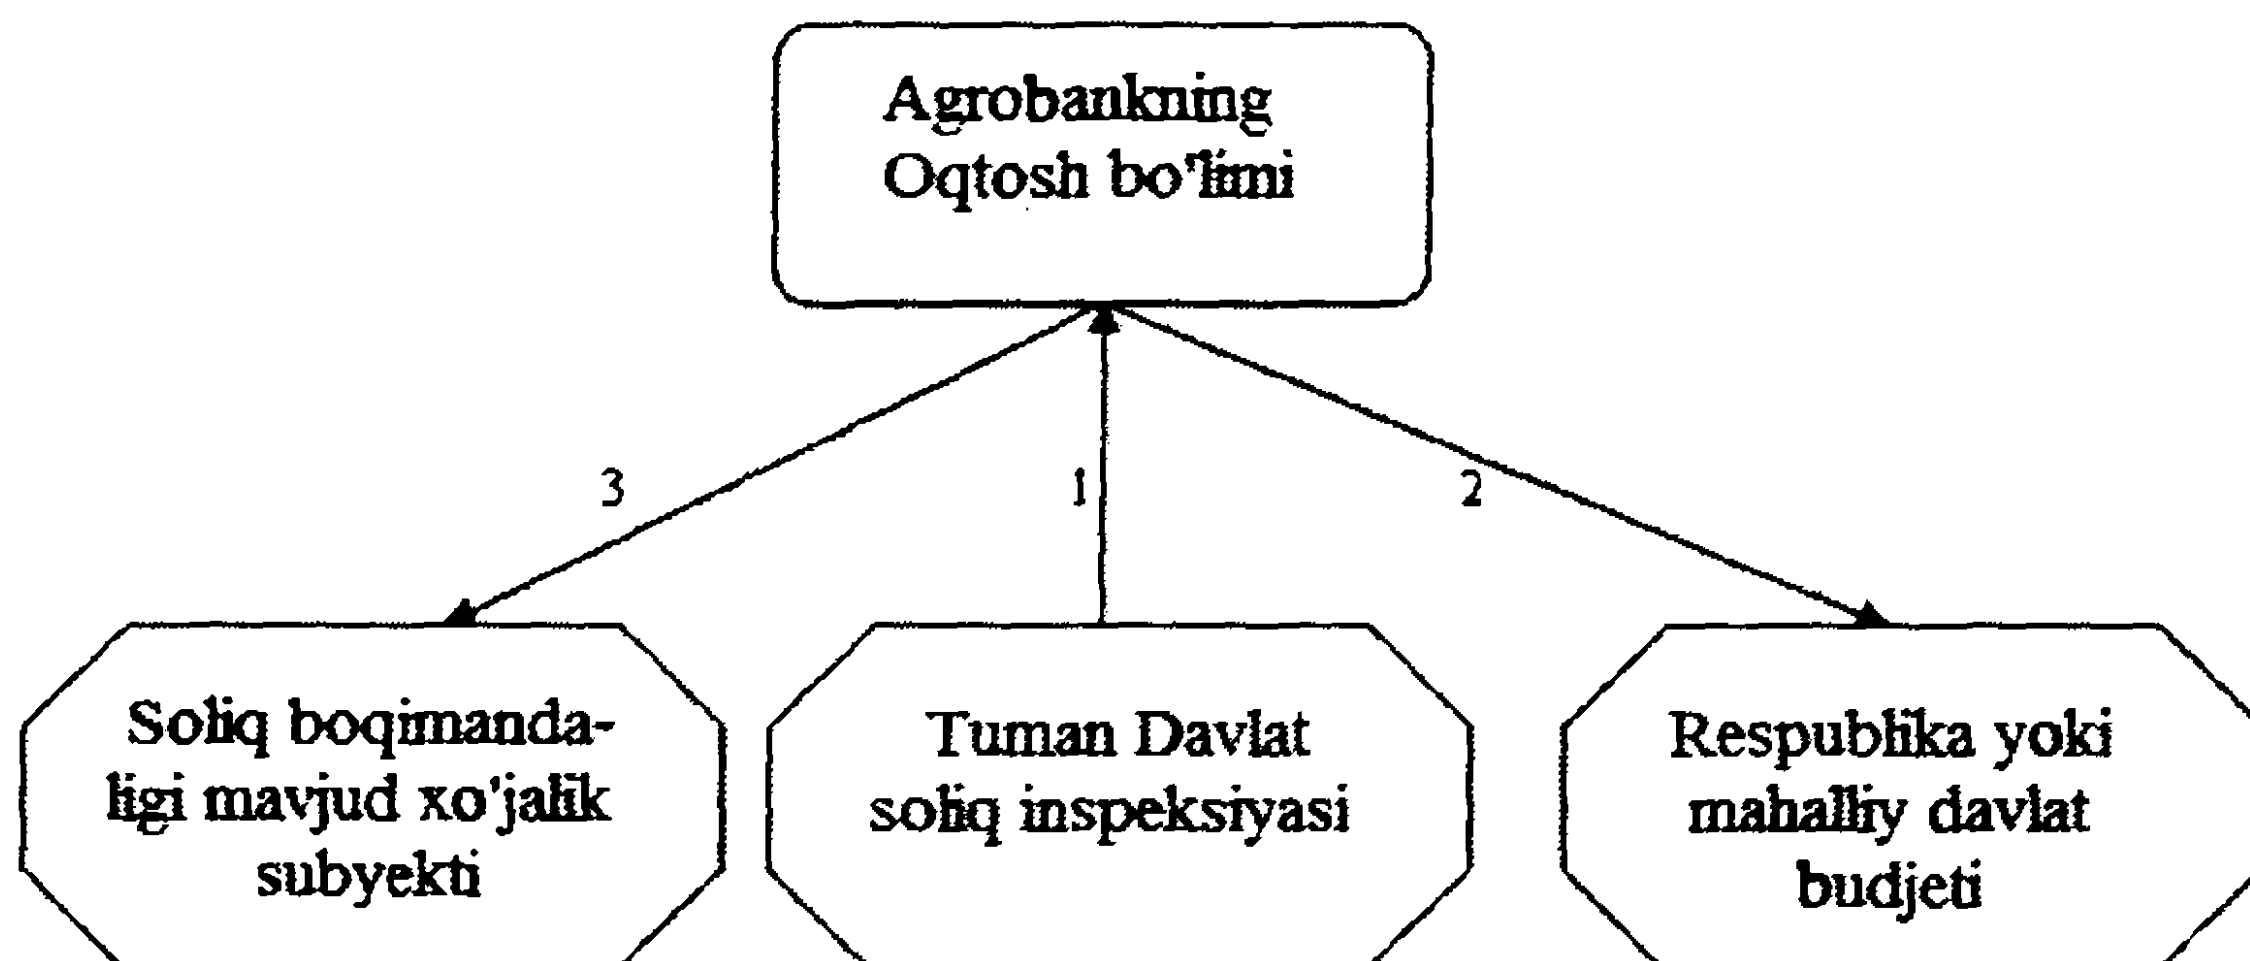 Agrobankning
Oqtosh bo'limi
3
1
2
Soliq boqimanda-
ligi mavjud xo'jalik
subyekti
Tuman Davlat
soliq inspeksiyasi
Respublika yoki
mahalliy davlat
budjeti